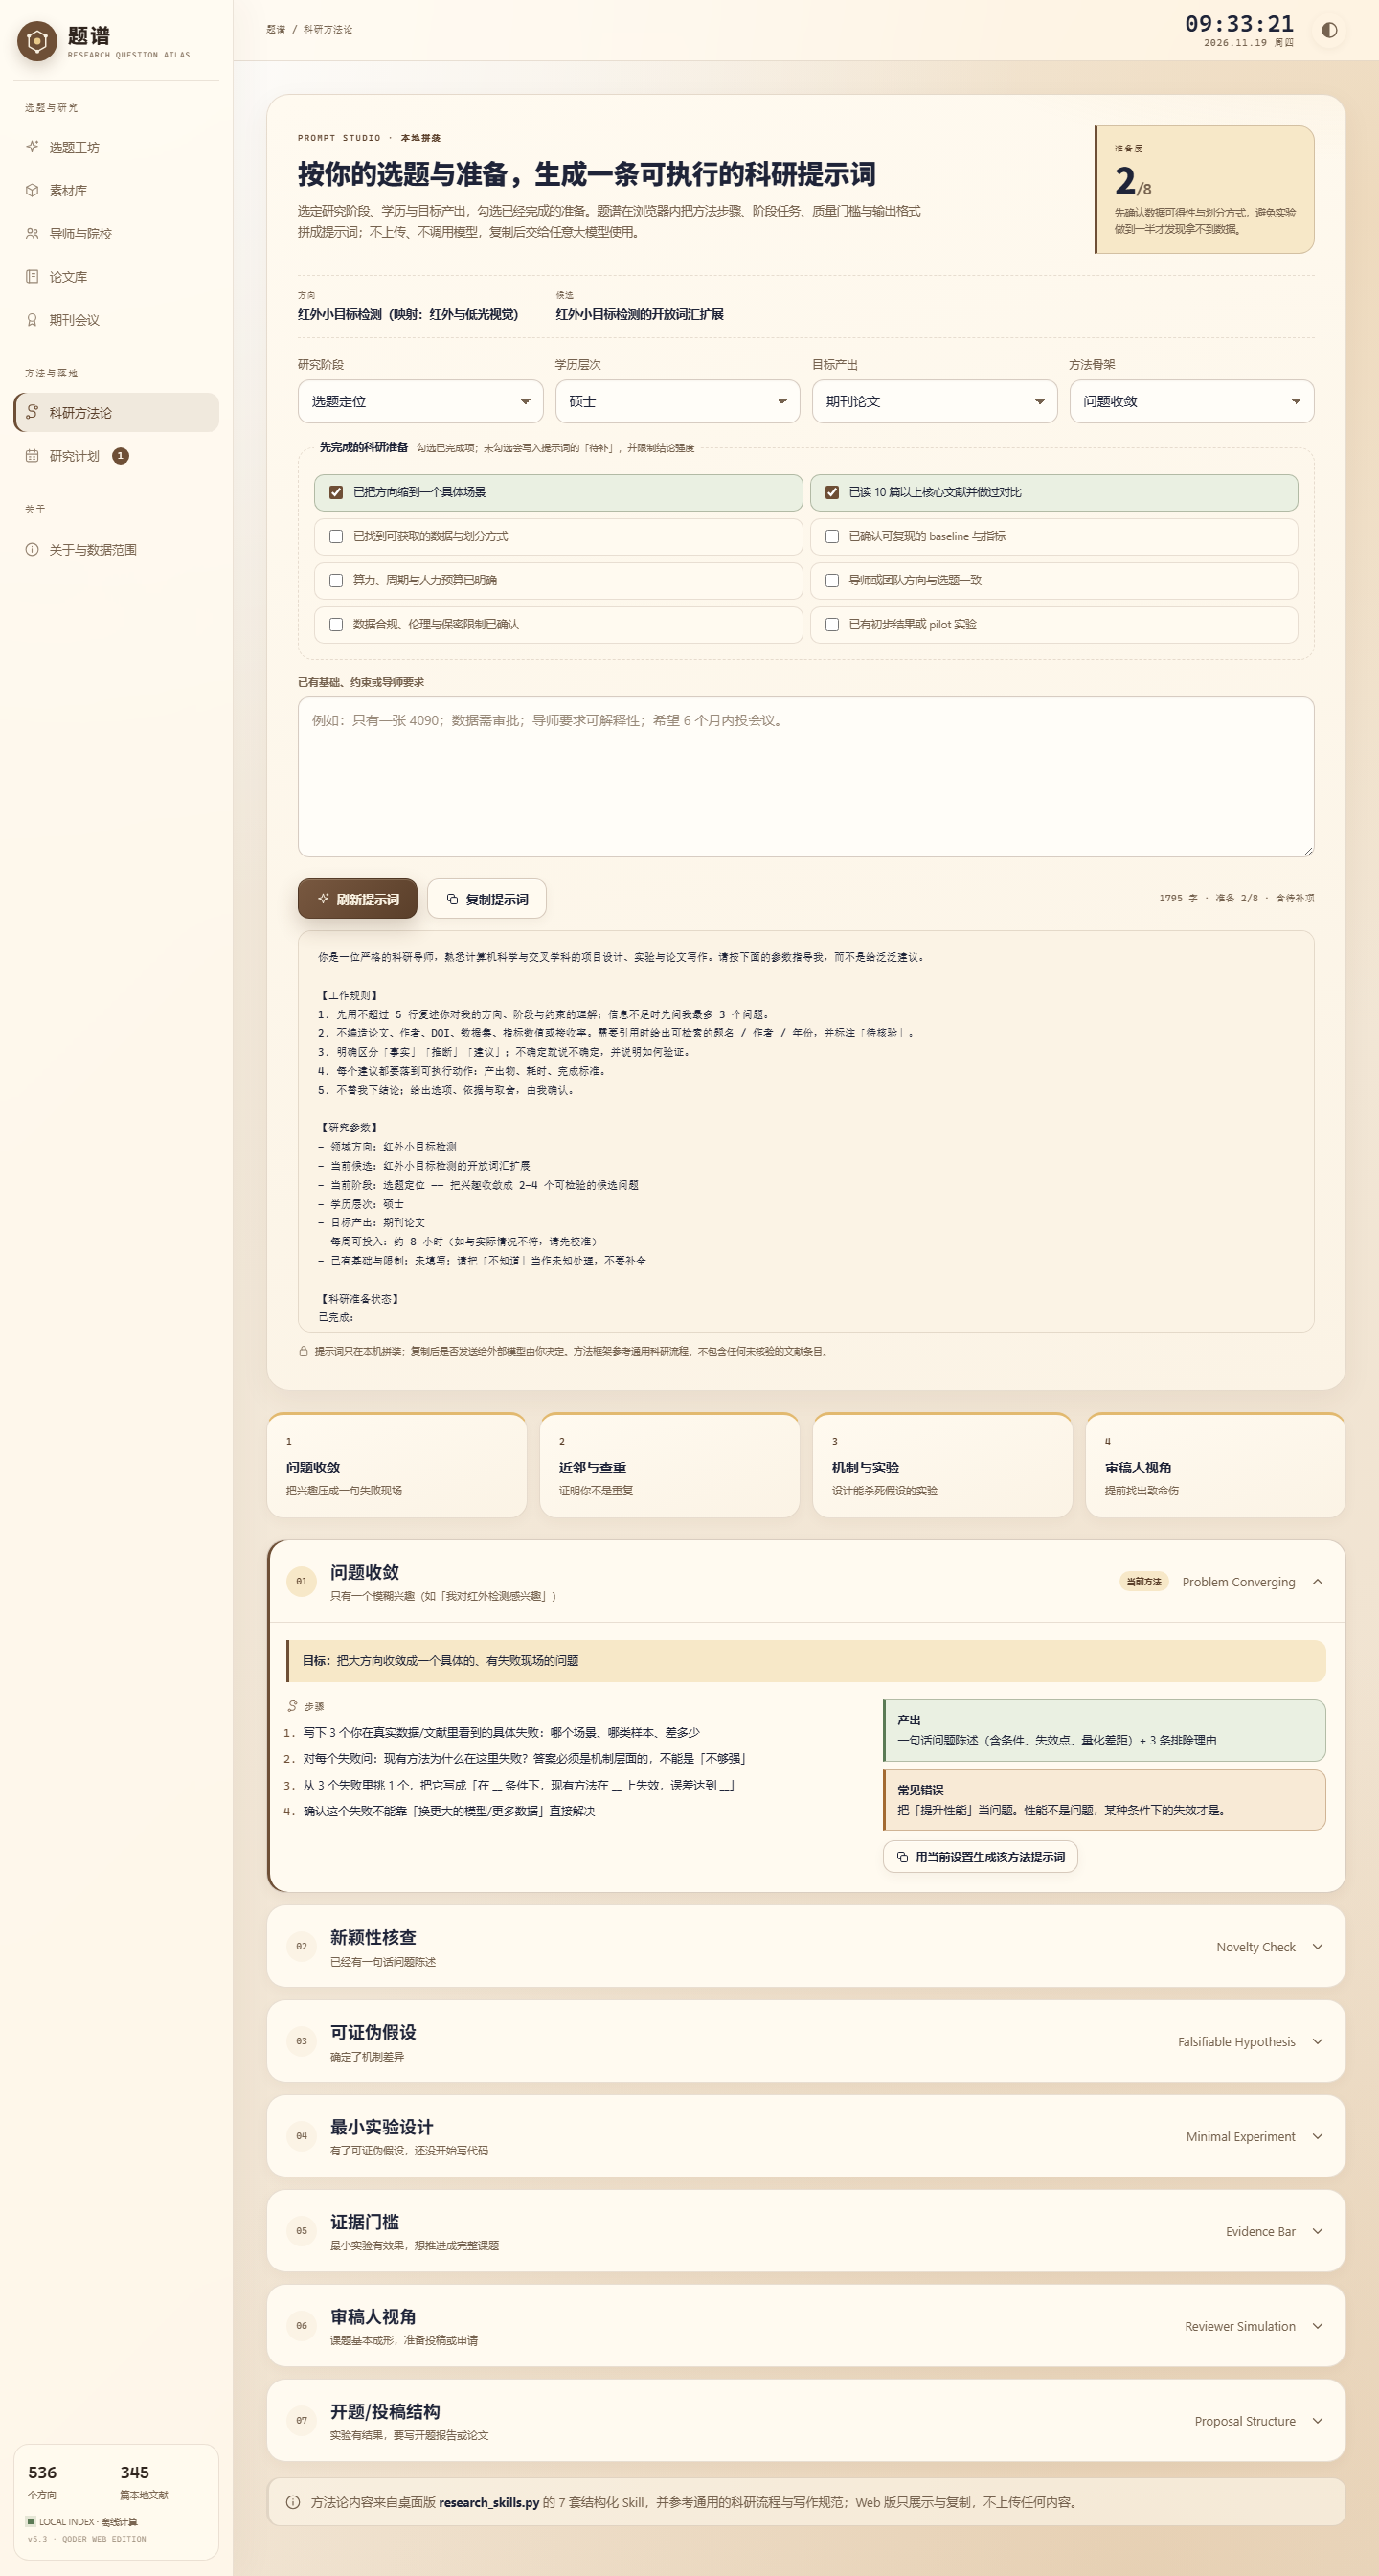 题谱
RESEARCH QUESTION ATLAS
选题与研究
选题工坊
素材库
导师与院校
论文库
期刊会议
方法与落地
科研方法论
研究计划 1
关于
关于与数据范围
536
个方向
345
篇本地文献
LOCAL INDEX · 离线计算
v5.3 · QODER WEB EDITION
题谱 / 科研方法论
09:33:21
2026.11.19 周四
PROMPT STUDIO · 本地拼装
按你的选题与准备，生成一条可执行的科研提示词
选定研究阶段、学历与目标产出，勾选已经完成的准备。题谱在浏览器内把方法步骤、阶段任务、质量门槛与输出格式
拼成提示词；不上传、不调用模型，复制后交给任意大模型使用。
准备度
2/8
先确认数据可得性与划分方式，避免实验
做到一半才发现拿不到数据。
方向
红外小目标检测（映射：红外与低光视觉）
候选
红外小目标检测的开放词汇扩展
研究阶段
选题定位
学历层次
硕士
目标产出
期刊论文
方法骨架
问题收敛
先完成的科研准备 勾选已完成项；未勾选会写入提示词的「待补」，并限制结论强度
已把方向缩到一个具体场景
已读 10 篇以上核心文献并做过对比
已找到可获取的数据与划分方式
已确认可复现的 baseline 与指标
算力、周期与人力预算已明确
导师或团队方向与选题一致
数据合规、伦理与保密限制已确认
已有初步结果或 pilot 实验
已有基础、约束或导师要求
例如：只有一张 4090；数据需审批；导师要求可解释性；希望 6 个月内投会议。
刷新提示词
复制提示词
1795 字 · 准备 2/8 · 含待补项
你是一位严格的科研导师，熟悉计算机科学与交叉学科的项目设计、实验与论文写作。请按下面的参数指导我，而不是给泛泛建议。
【工作规则】
1. 先用不超过 5 行复述你对我的方向、阶段与约束的理解；信息不足时先问我最多 3 个问题。
2. 不编造论文、作者、DOI、数据集、指标数值或接收率。需要引用时给出可检索的题名 / 作者 / 年份，并标注「待核验」。
3. 明确区分「事实」「推断」「建议」；不确定就说不确定，并说明如何验证。
4. 每个建议都要落到可执行动作：产出物、耗时、完成标准。
5. 不替我下结论；给出选项、依据与取舍，由我确认。
【研究参数】
- 领域方向：红外小目标检测
- 当前候选：红外小目标检测的开放词汇扩展
- 当前阶段：选题定位 —— 把兴趣收敛成 2–4 个可检验的候选问题
- 学历层次：硕士
- 目标产出：期刊论文
- 每周可投入：约 8 小时（如与实际情况不符，请先校准）
- 已有基础与限制：未填写；请把「不知道」当作未知处理，不要补全
【科研准备状态】
已完成：
提示词只在本机拼装；复制后是否发送给外部模型由你决定。方法框架参考通用科研流程，不包含任何未核验的文献条目。
1
问题收敛
把兴趣压成一句失败现场
2
近邻与查重
证明你不是重复
3
机制与实验
设计能杀死假设的实验
4
审稿人视角
提前找出致命伤
01
问题收敛
只有一个模糊兴趣（如「我对红外检测感兴趣」）
当前方法
Problem Converging
目标：把大方向收敛成一个具体的、有失败现场的问题
步骤
1. 写下 3 个你在真实数据/文献里看到的具体失败：哪个场景、哪类样本、差多少
2. 对每个失败问：现有方法为什么在这里失败？答案必须是机制层面的，不能是「不够强」
3. 从 3 个失败里挑 1 个，把它写成「在 __ 条件下，现有方法在 __ 上失效，误差达到 __」
4. 确认这个失败不能靠「换更大的模型/更多数据」直接解决
产出
一句话问题陈述（含条件、失效点、量化差距）+ 3 条排除理由
常见错误
把「提升性能」当问题。性能不是问题，某种条件下的失效才是。
用当前设置生成该方法提示词
02
新颖性核查
已经有一句话问题陈述
Novelty Check
03
可证伪假设
确定了机制差异
Falsifiable Hypothesis
04
最小实验设计
有了可证伪假设，还没开始写代码
Minimal Experiment
05
证据门槛
最小实验有效果，想推进成完整课题
Evidence Bar
06
审稿人视角
课题基本成形，准备投稿或申请
Reviewer Simulation
07
开题/投稿结构
实验有结果，要写开题报告或论文
Proposal Structure
方法论内容来自桌面版 research_skills.py 的 7 套结构化 Skill，并参考通用的科研流程与写作规范；Web 版只展示与复制，不上传任何内容。